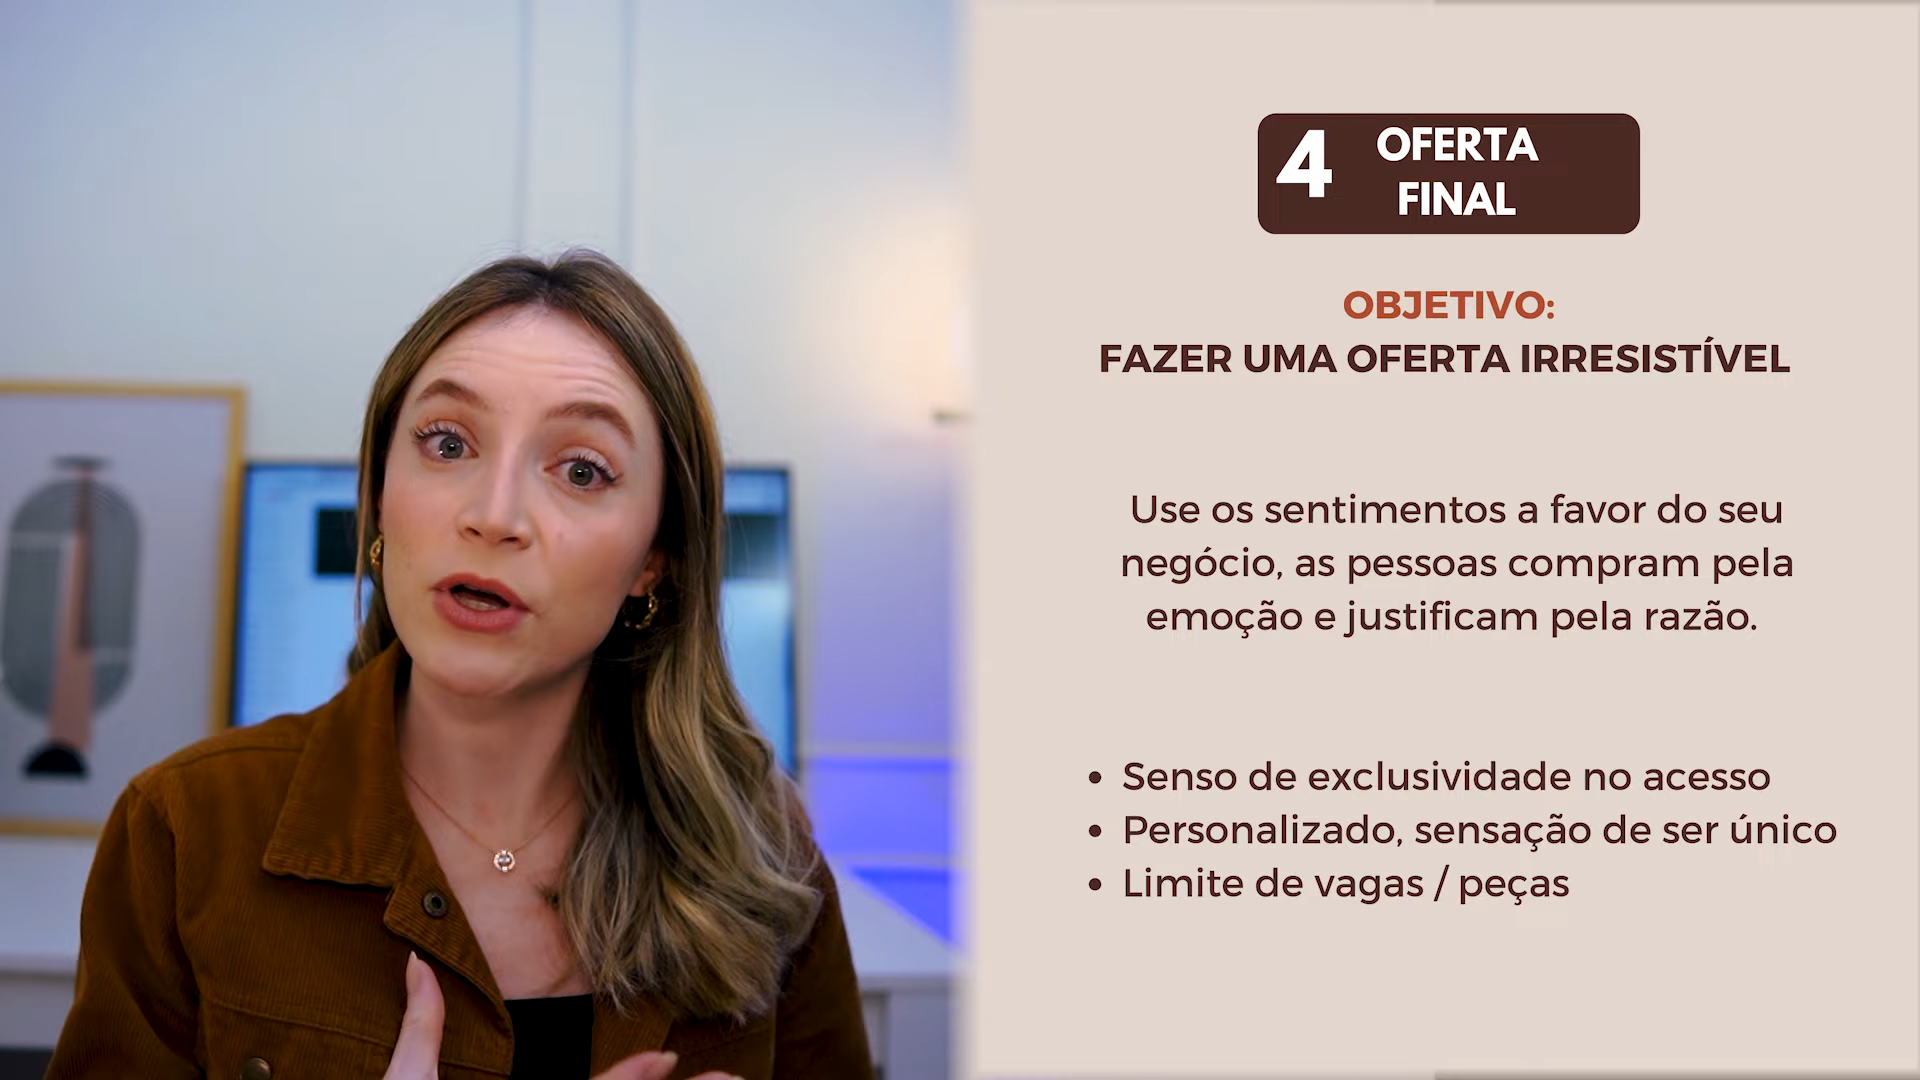 4
OFERTA
FINAL
OBJETIVO:
FAZER UMA OFERTA IRRESISTÍVEL
Use os sentimentos a favor do seu
negócio, as pessoas compram pela
emoção e justificam pela razão.
• Senso de exclusividade no acesso
• Personalizado, sensação de ser único
• Limite de vagas / peças